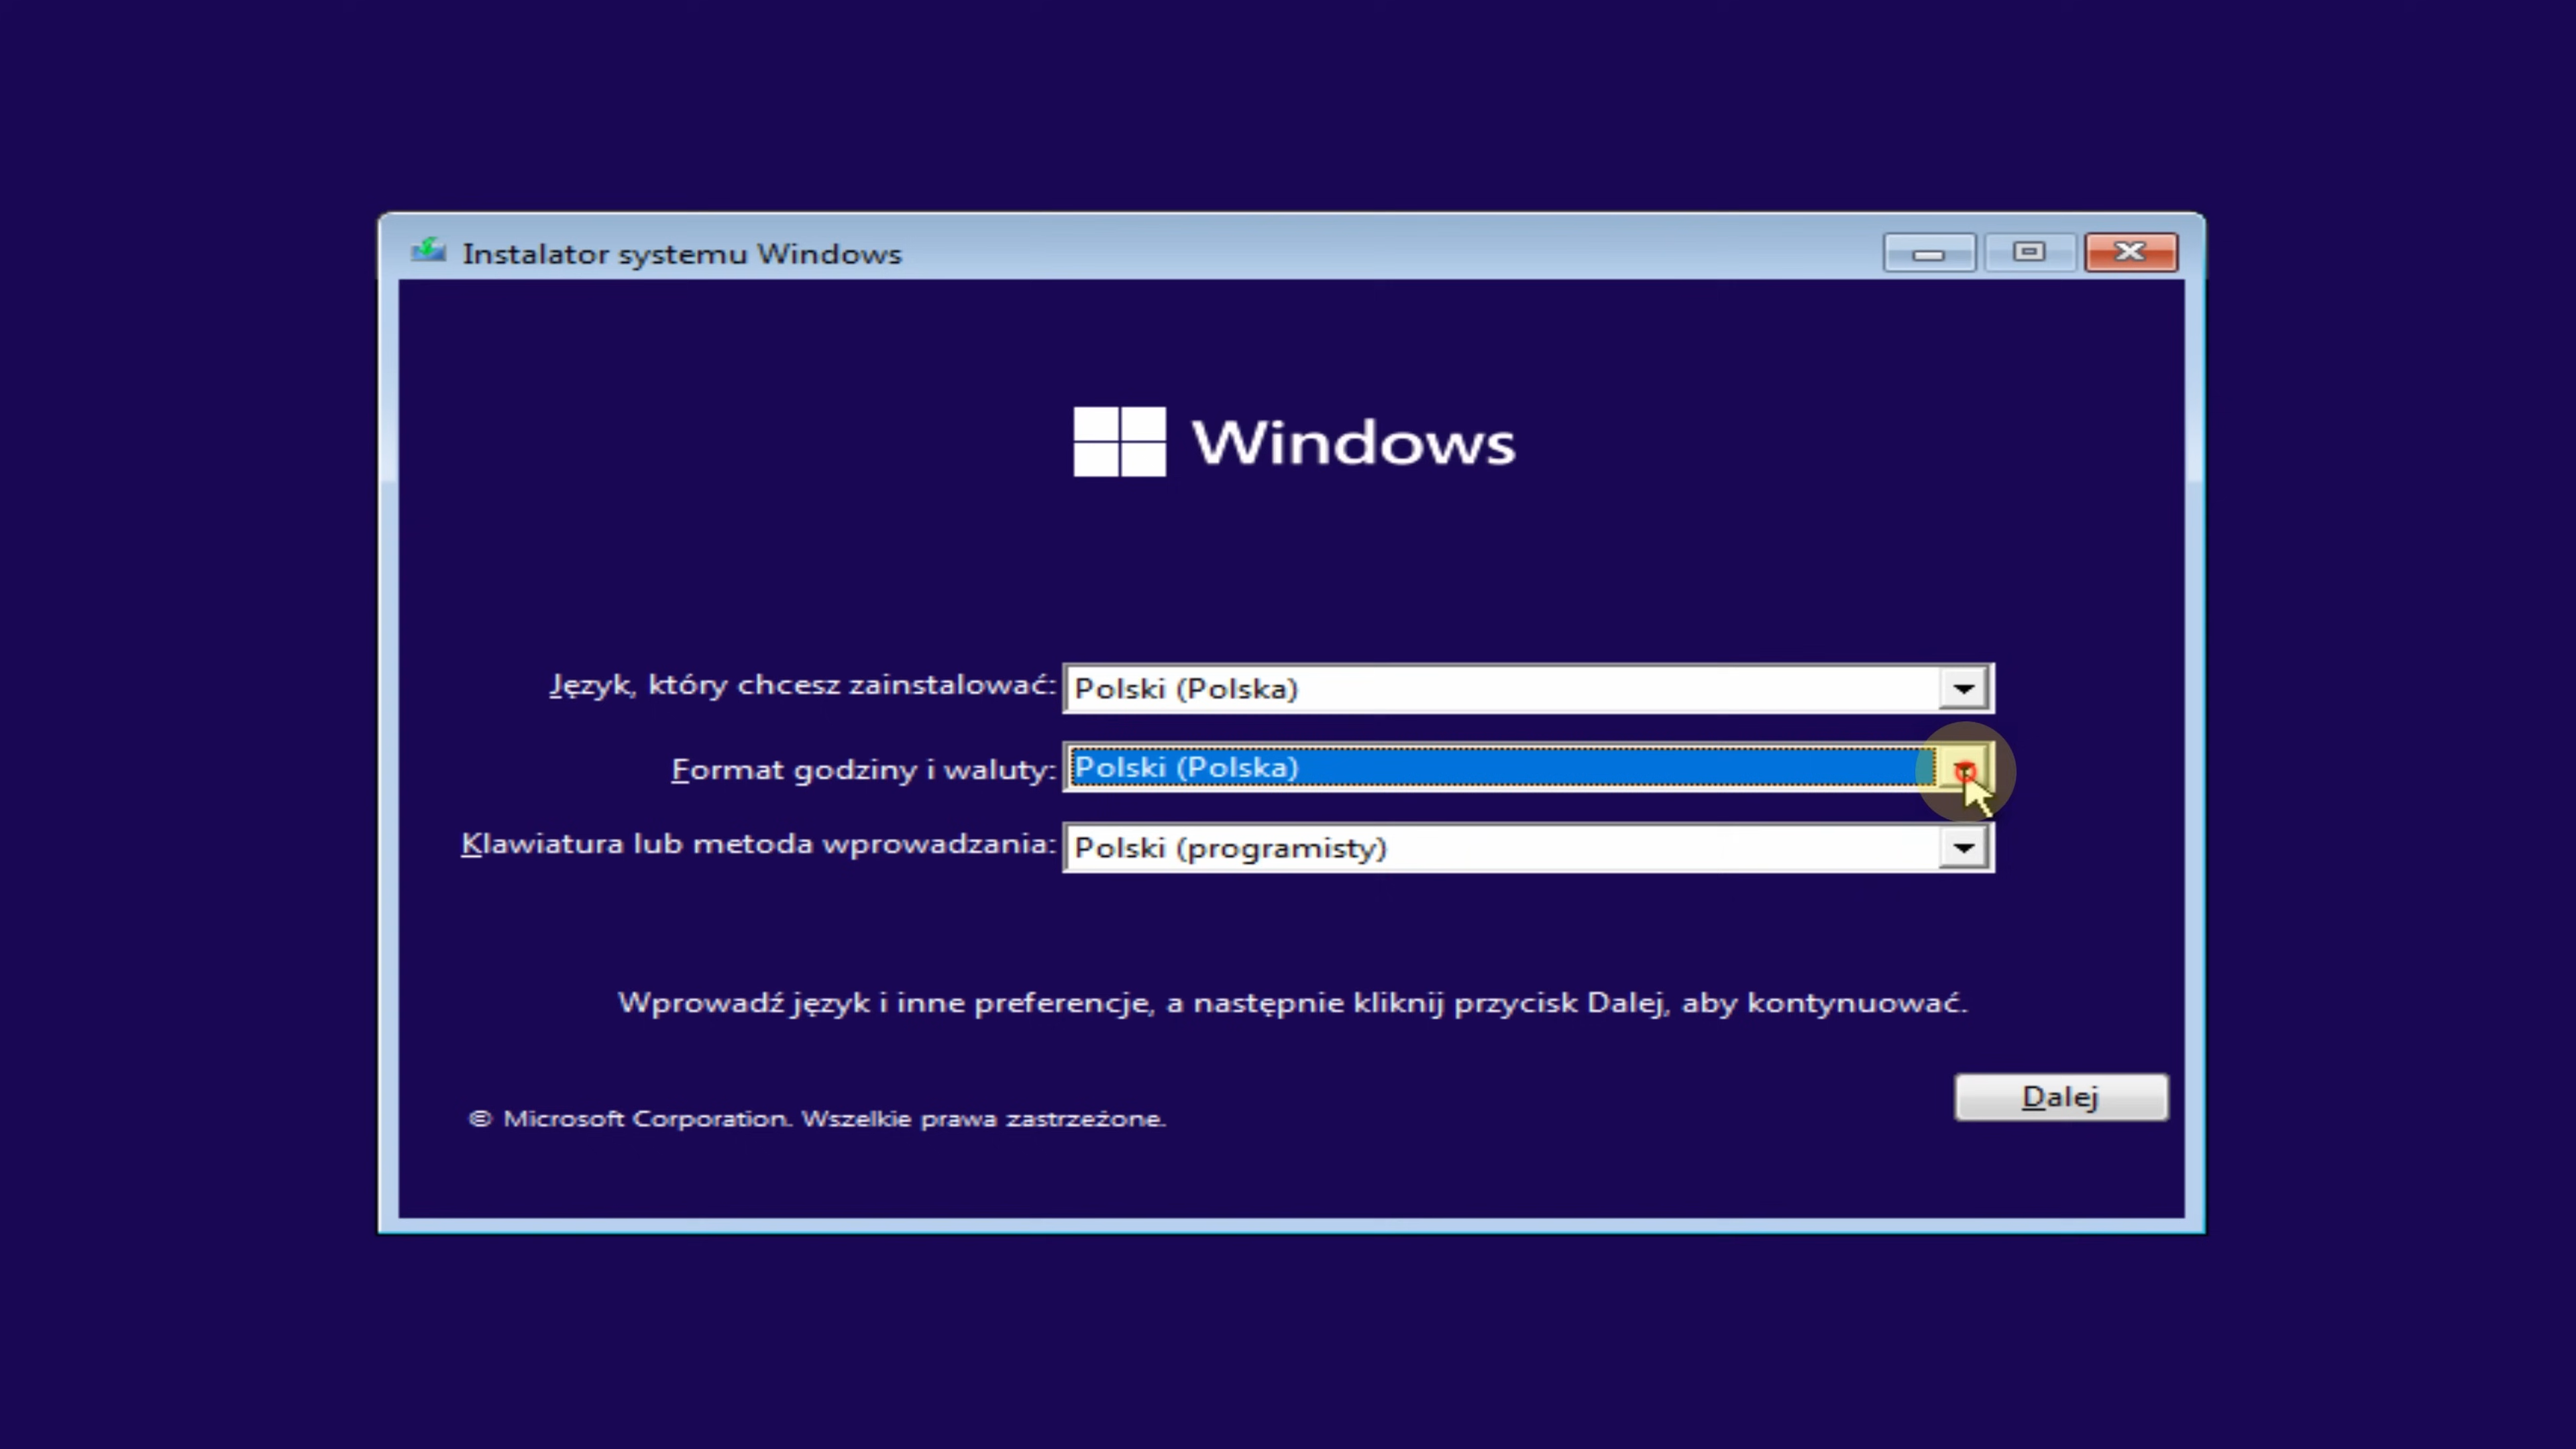 Instalator systemu Windows
Windows
Język, który chcesz zainstalować: Polski (Polska)
Format godziny i waluty: Polski (Polska)
Klawiatura lub metoda wprowadzania: Polski (programisty)
Wprowadź język i inne preferencje, a następnie kliknij przycisk Dalej, aby kontynuować.
Dalej
© Microsoft Corporation. Wszelkie prawa zastrzeżone.